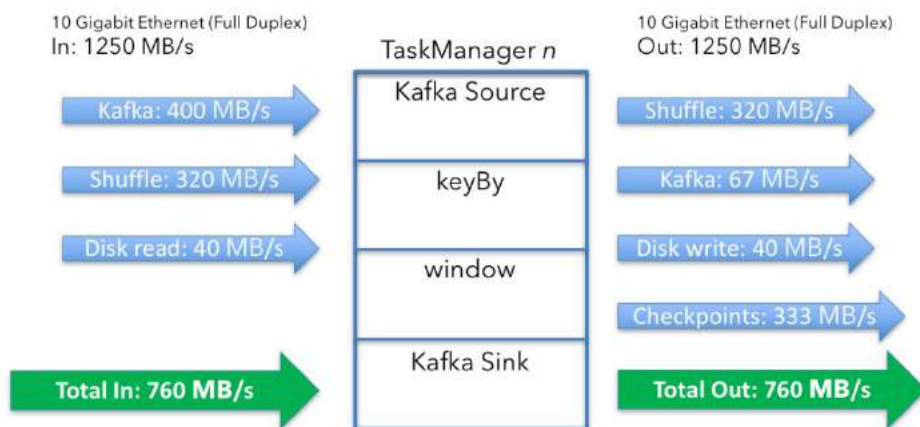 10 Gigabit Ethernet (Full Duplex)
In: 1250 MB/s
Kafka: 400 MB/s
Shuffle: 320 MB/s
Disk read: 40 MB/s
Total In: 760 MB/s
TaskManager n
Kafka Source
keyBy
window
Kafka Sink
10 Gigabit Ethernet (Full Duplex)
Out: 1250 MB/s
Shuffle: 320 MB/s
Kafka: 67 MB/s
Disk write: 40 MB/s
Checkpoints: 333 MB/s
Total Out: 760 MB/s